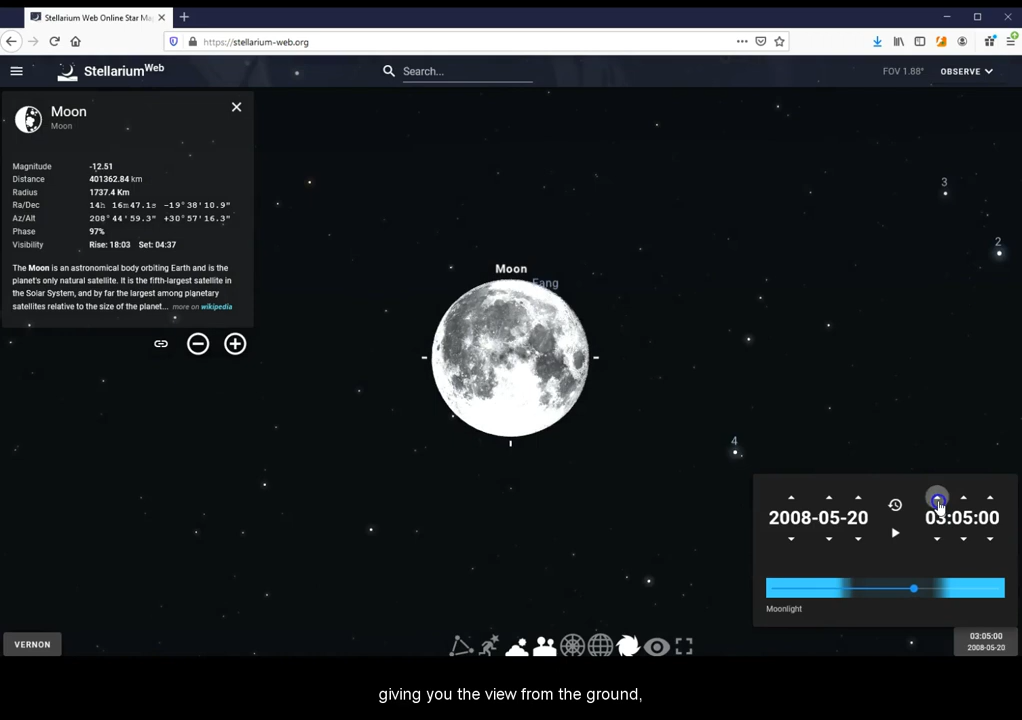 Stellarium Web Online Star Ma
https://stellarium-web.org
StellariumWeb
Search...
FOV 1.88°
OBSERVE
Moon
Moon
Magnitude -12.51
Distance 401362.84 km
Radius 1737.4 Km
Ra/Dec 14h 16m47.1s -19°38'10.9"
Az/Alt 208°44'59.3" +30°57'16.3"
Phase 97%
Visibility Rise: 18:03 Set: 04:37
The Moon is an astronomical body orbiting Earth and is the
planet's only natural satellite. It is the fifth-largest satellite in
the Solar System, and by far the largest among planetary
satellites relative to the size of the planet... more on wikipedia
Moon
Fang
3
2
4
2008-05-20
03:05:00
Moonlight
VERNON
03:05:00
2008-05-20
giving you the view from the ground,